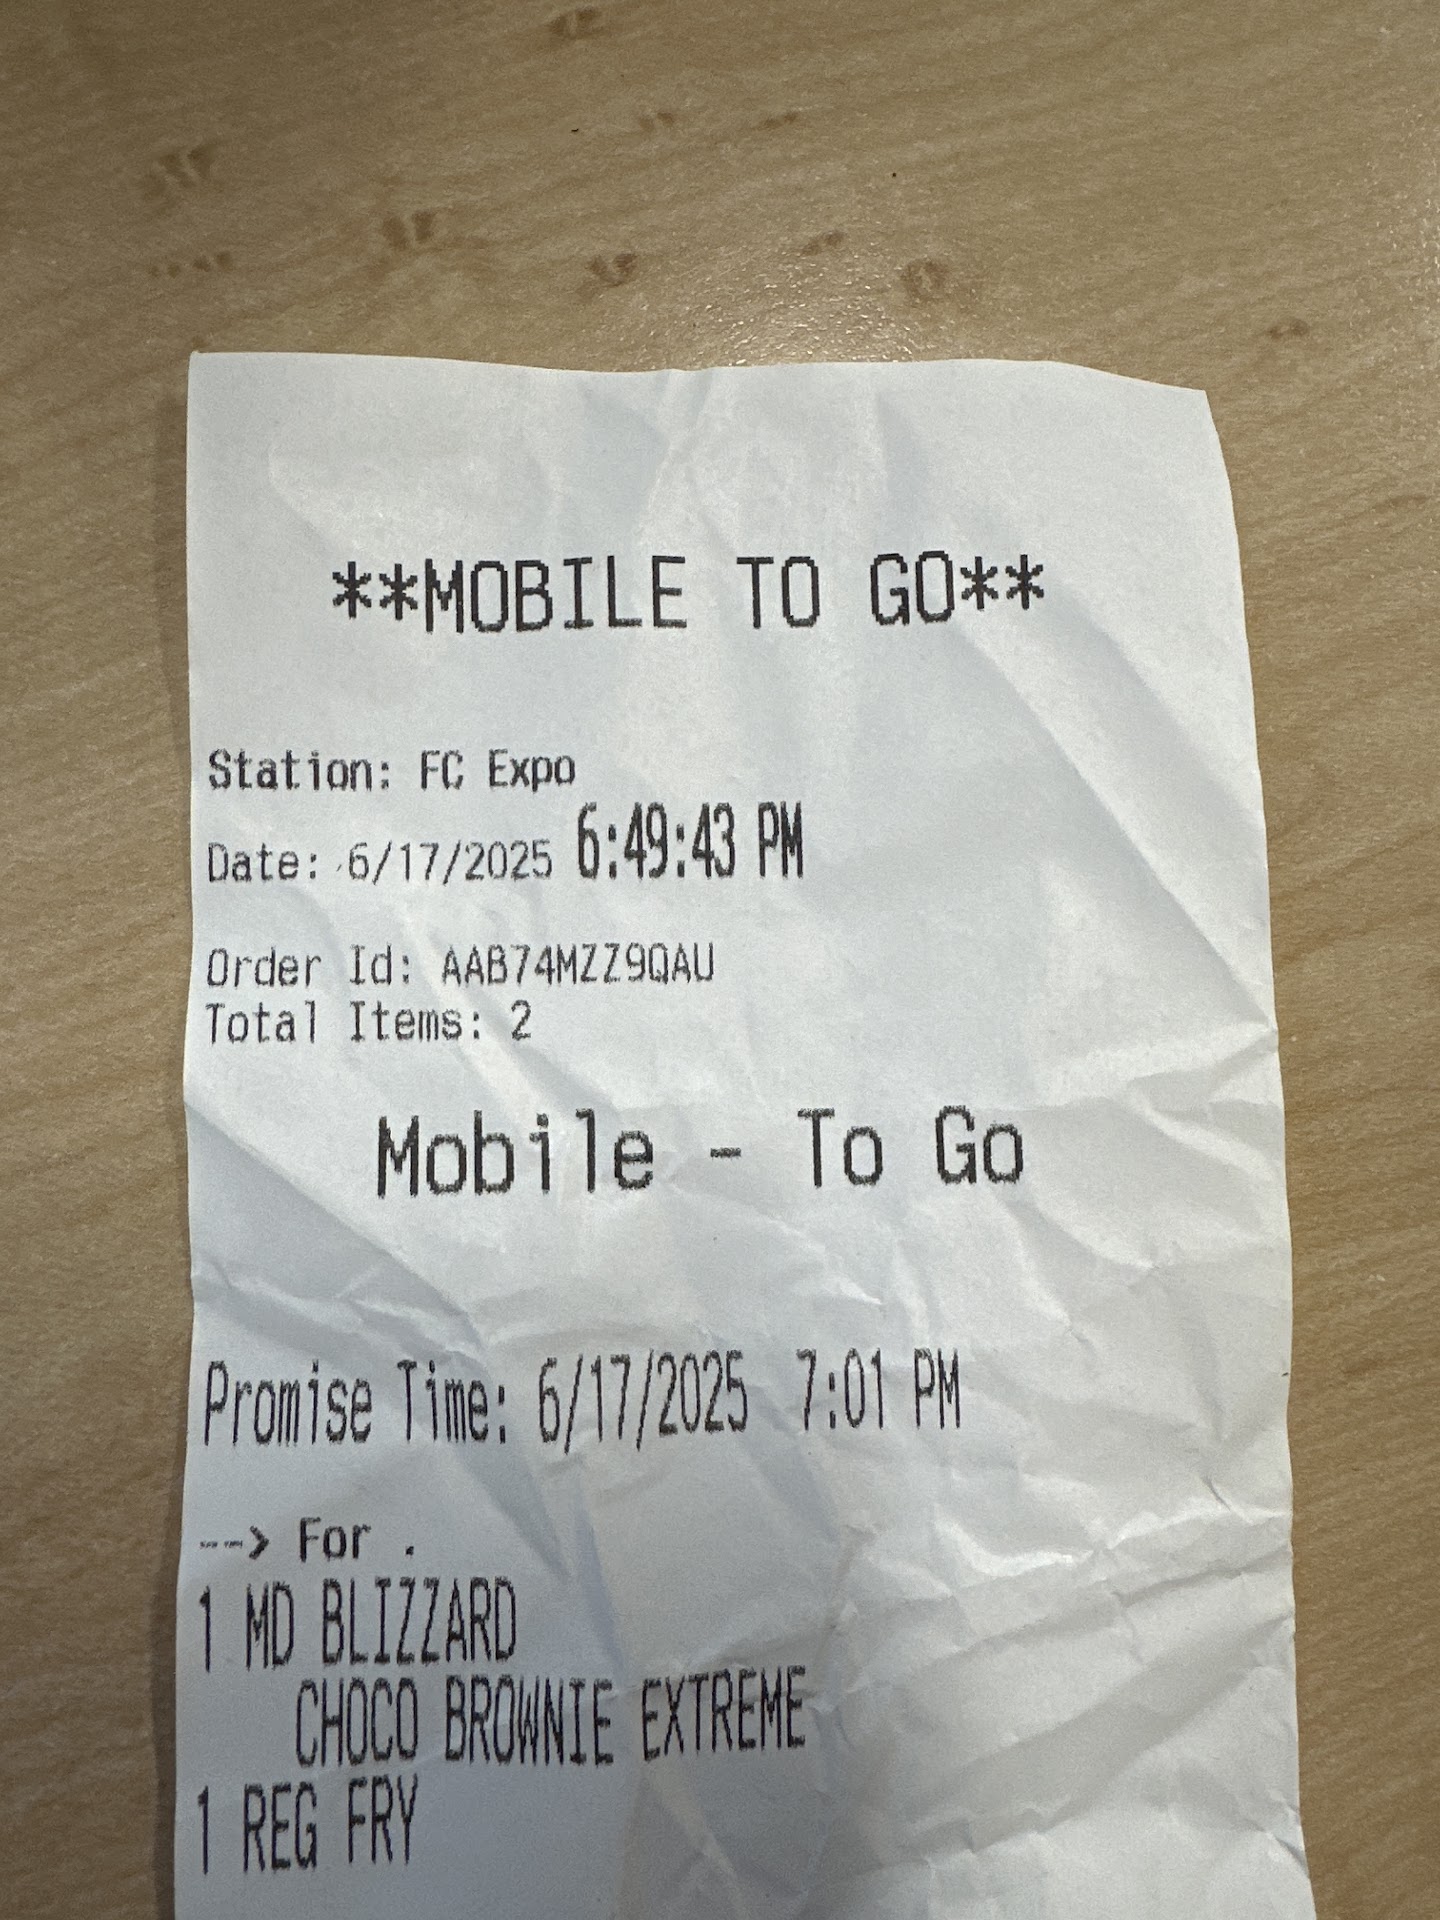 **MOBILE TO GO**
Station: FC Expo
Date: 6/17/2025 6:49:43 PM
Order Id: AAB74MZZ9QAU
Total Items: 2
Mobile - To Go
Promise Time: 6/17/2025 7:01 PM
--> For .
1 MD BLIZZARD
CHOCO BROWNIE EXTREME
1 REG FRY